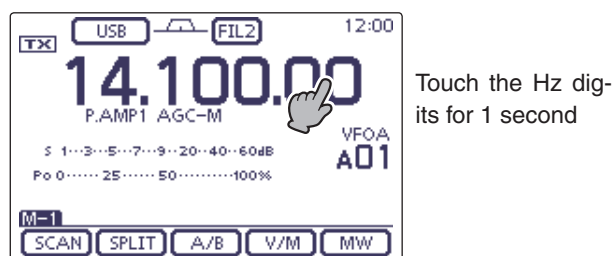 USB FIL2 12:00
TX
14.100.00
P.AMP1 AGC-M
VFOA
S 1···3···5···7···9··20··40··60dB
A01
Po 0······25······50··········100%
M-1
SCAN SPLIT A/B V/M MW
Touch the Hz dig-
its for 1 second